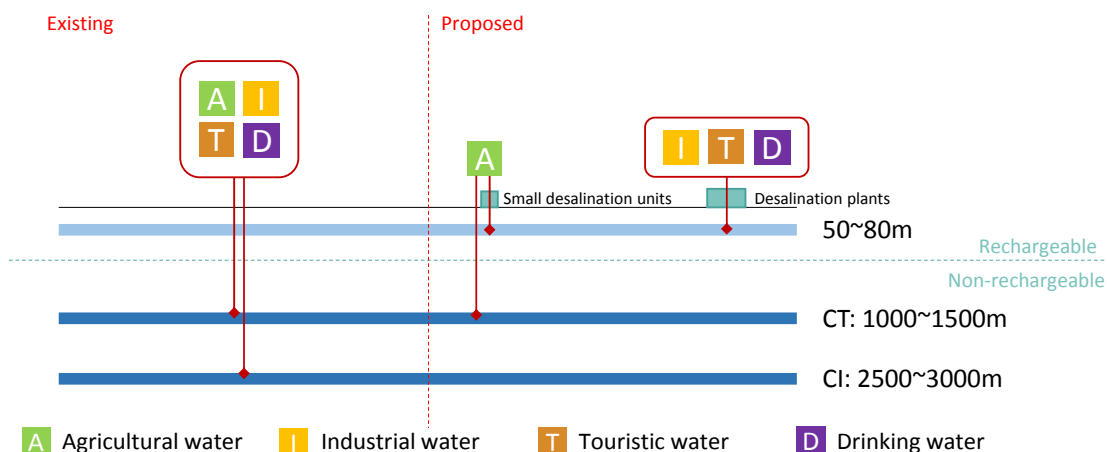 Existing
Proposed
A I
T D
A
I T D
Small desalination units
Desalination plants
50~80m
Rechargeable
Non-rechargeable
CT: 1000~1500m
CI: 2500~3000m
A Agricultural water
I Industrial water
T Touristic water
D Drinking water